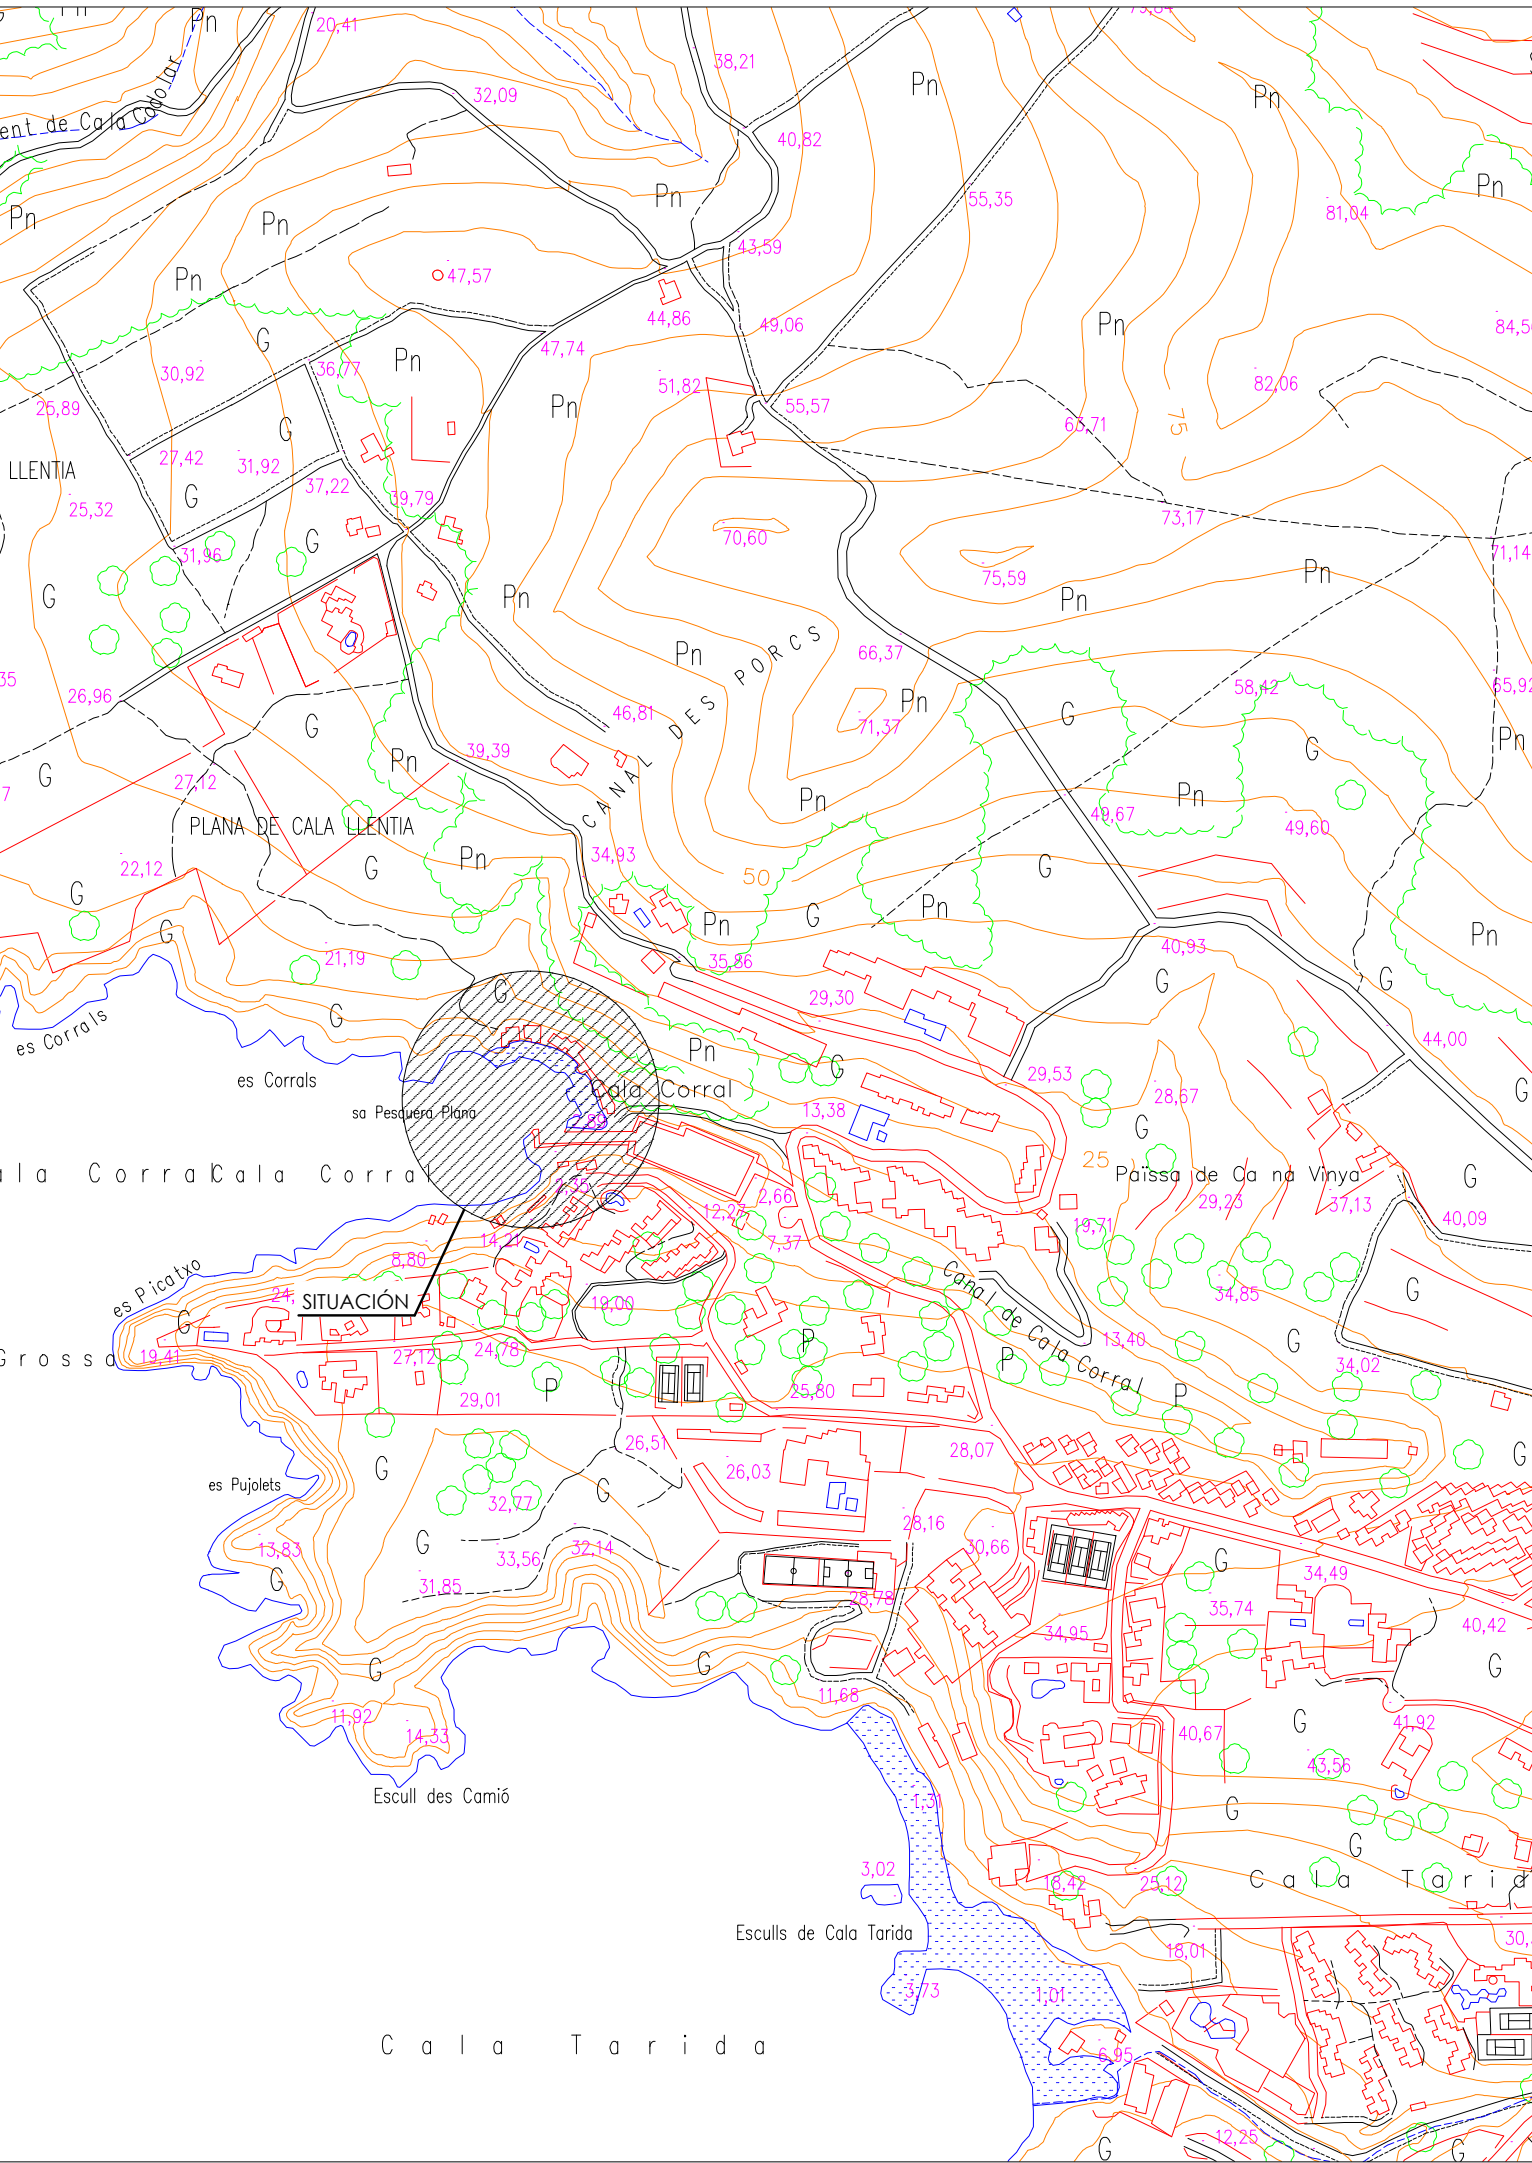 20,41
Pn
38,21
Pn
Pn
32,09
ent de Cala Codolar
40,82
Pn
Pn
55,35
Pn
81,04
Pn
Pn
43,59
Pn
47,57
44,86
49,06
Pn
G
47,74
36,77
Pn
30,92
51,82
82,06
25,89
55,57
Pn
63,71
75
G
27,42
31,92
LLENTIA
37,22
39,79
G
25,32
73,17
70,60
G
31,96
71,14
75,59
Pn
G
Pn
Pn
66,37
Pn
CANAL DES PORCS
35
26,96
58,42
65,92
Pn
46,81
G
G
71,37
39,39
G
Pn
Pn
G
27,12
7
Pn
Pn
49,67
49,60
PLANA DE CALA LLENTIA
34,93
22,12
G
Pn
50
G
G
Pn
G
Pn
G
Pn
40,93
21,19
35,86
G
G
G
29,30
es Corrals
G
44,00
Pn
G
29,53
es Corrals
Cala Corral
28,67
G
sa Pesquera Plana
13,38
2,89
G
25
ala Corral
Cala Corral
Païssa de Ca na Vinya
G
2,35
2,66
29,23
37,13
12,27
19,71
40,09
14,21
7,37
8,80
es Picatxo
Canal de Cala Corral
34,85
G
24,
SITUACIÓN
19,00
G
13,40
G
Grossa
19,41
27,12
24,78
P
P
34,02
29,01
P
25,80
P
26,51
28,07
G
26,03
G
es Pujolets
G
32,77
28,16
13,83
G
33,56
32,14
30,66
G
34,49
G
31,85
28,78
35,74
34,95
40,42
G
G
G
11,68
11,92
14,33
40,67
G
41,92
43,56
Escull des Camió
1,31
G
G
3,02
18,42
25,12
Cala Tarid
Esculls de Cala Tarida
18,01
30,
3,73
1,01
Cala Tarida
6,95
12,25
G
G